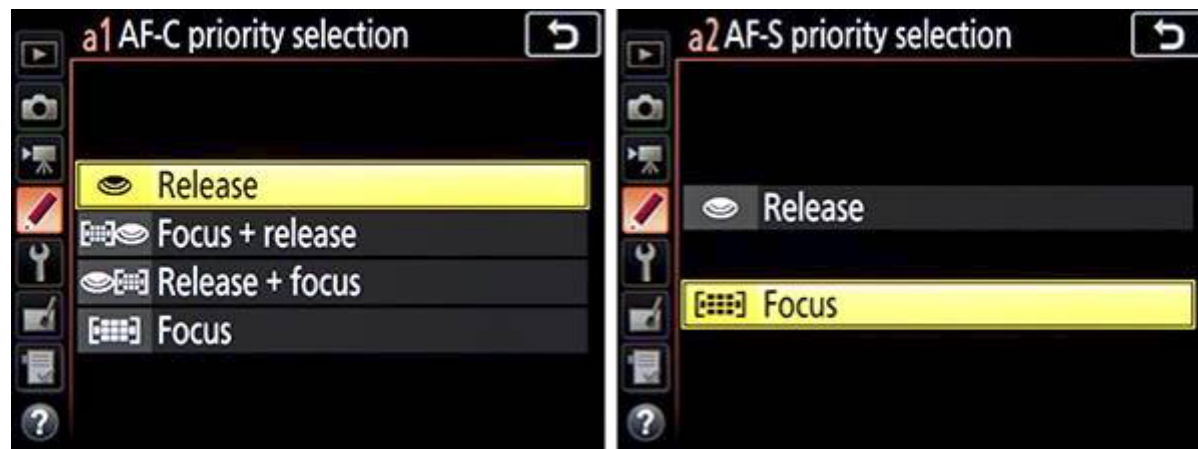 a1 AF-C priority selection
Release
Focus + release
Release + focus
Focus
a2 AF-S priority selection
Release
Focus
?
?